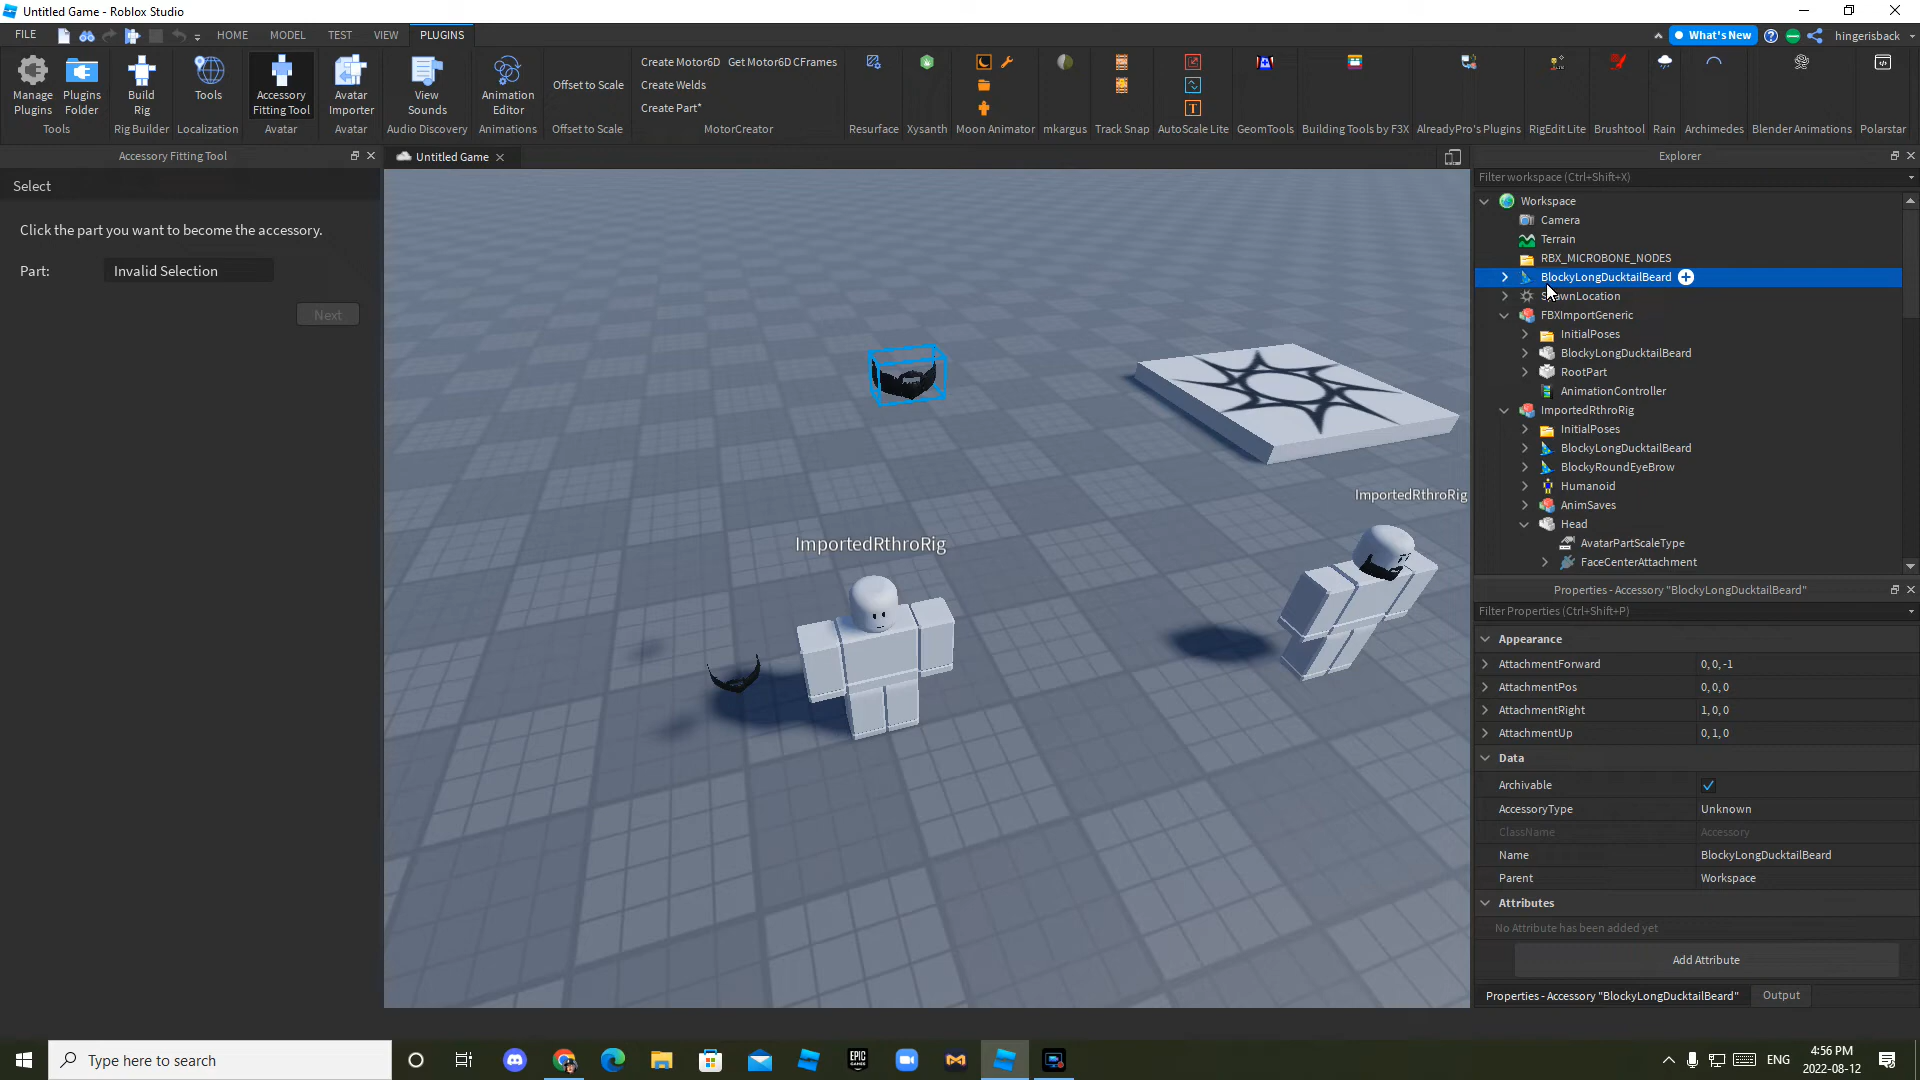 Untitled Game - Roblox Studio
FILE HOME MODEL TEST VIEW PLUGINS What's New hingerisback
Manage Plugins
Plugins Folder
Tools
Build Rig
Rig Builder
Tools
Localization
Accessory Fitting Tool
Avatar
Avatar Importer
Avatar
View Sounds
Audio Discovery
Animation Editor
Animations
Offset to Scale
Offset to Scale
Create Motor6D Get Motor6D CFrames
Create Welds
Create Part*
MotorCreator
Resurface Xysanth Moon Animator mkargus Track Snap AutoScale Lite GeomTools Building Tools by F3X AlreadyPro's Plugins RigEdit Lite Brushtool Rain Archimedes Blender Animations Polarstar
Accessory Fitting Tool
Select
Click the part you want to become the accessory.
Part: Invalid Selection
Next
Untitled Game
ImportedRthroRig
ImportedRthroRig
Explorer
Filter workspace (Ctrl+Shift+X)
Workspace
Camera
Terrain
RBX_MICROBONE_NODES
BlockyLongDucktailBeard
SpawnLocation
FBXImportGeneric
InitialPoses
BlockyLongDucktailBeard
RootPart
AnimationController
ImportedRthroRig
InitialPoses
BlockyLongDucktailBeard
BlockyRoundEyeBrow
Humanoid
AnimSaves
Head
AvatarPartScaleType
FaceCenterAttachment
Properties - Accessory "BlockyLongDucktailBeard"
Filter Properties (Ctrl+Shift+P)
Appearance
AttachmentForward 0, 0, -1
AttachmentPos 0, 0, 0
AttachmentRight 1, 0, 0
AttachmentUp 0, 1, 0
Data
Archivable
AccessoryType Unknown
ClassName Accessory
Name BlockyLongDucktailBeard
Parent Workspace
Attributes
No Attribute has been added yet
Add Attribute
Properties - Accessory "BlockyLongDucktailBeard" Output
Type here to search
EPIC GAMES
ENG
4:56 PM
2022-08-12